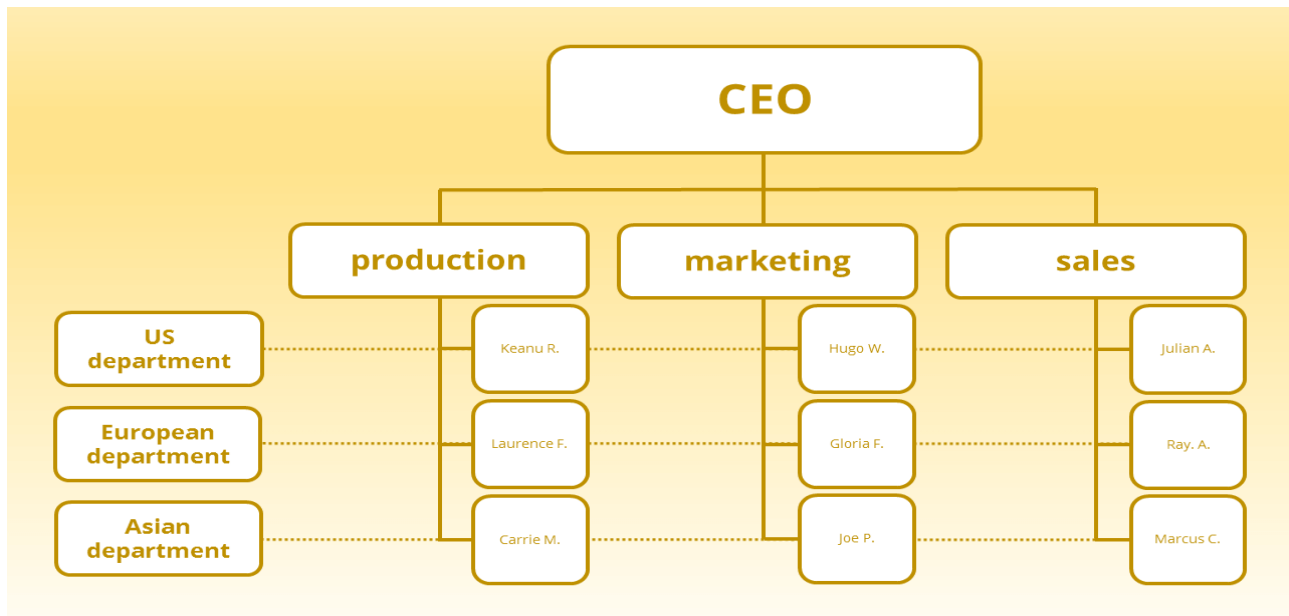 CEO
production
marketing
sales
US
department
Keanu R.
Hugo W.
Julian A.
European
department
Laurence F.
Gloria F.
Ray. A.
Asian
department
Carrie M.
Joe P.
Marcus C.